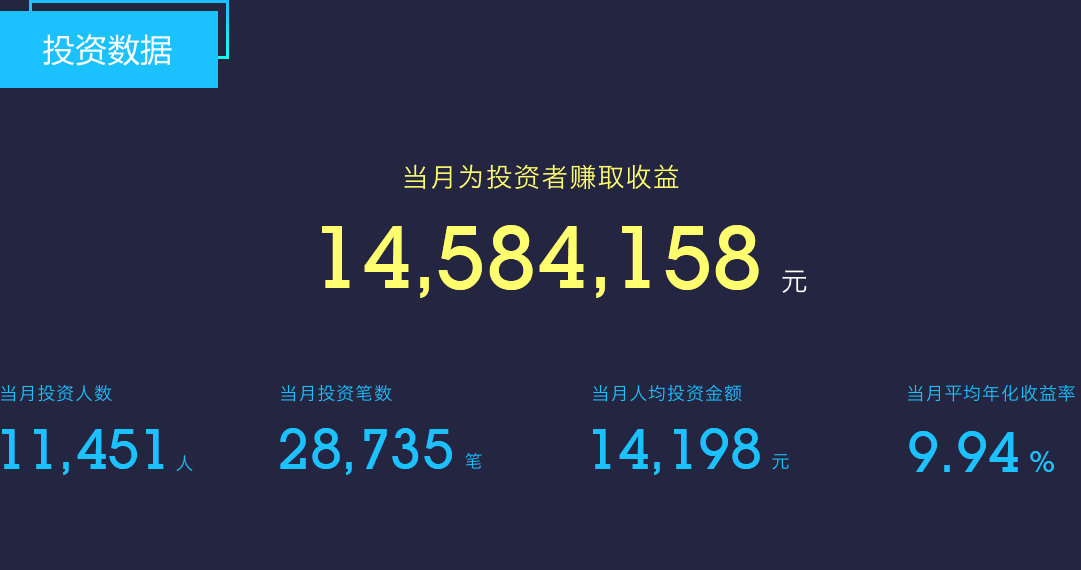 投资数据
当月为投资者赚取收益
14,584,158 元
当月投资人数 当月投资笔数 当月人均投资金额 当月平均年化收益率
11,451 人 28,735 笔 14,198 元 9.94 %